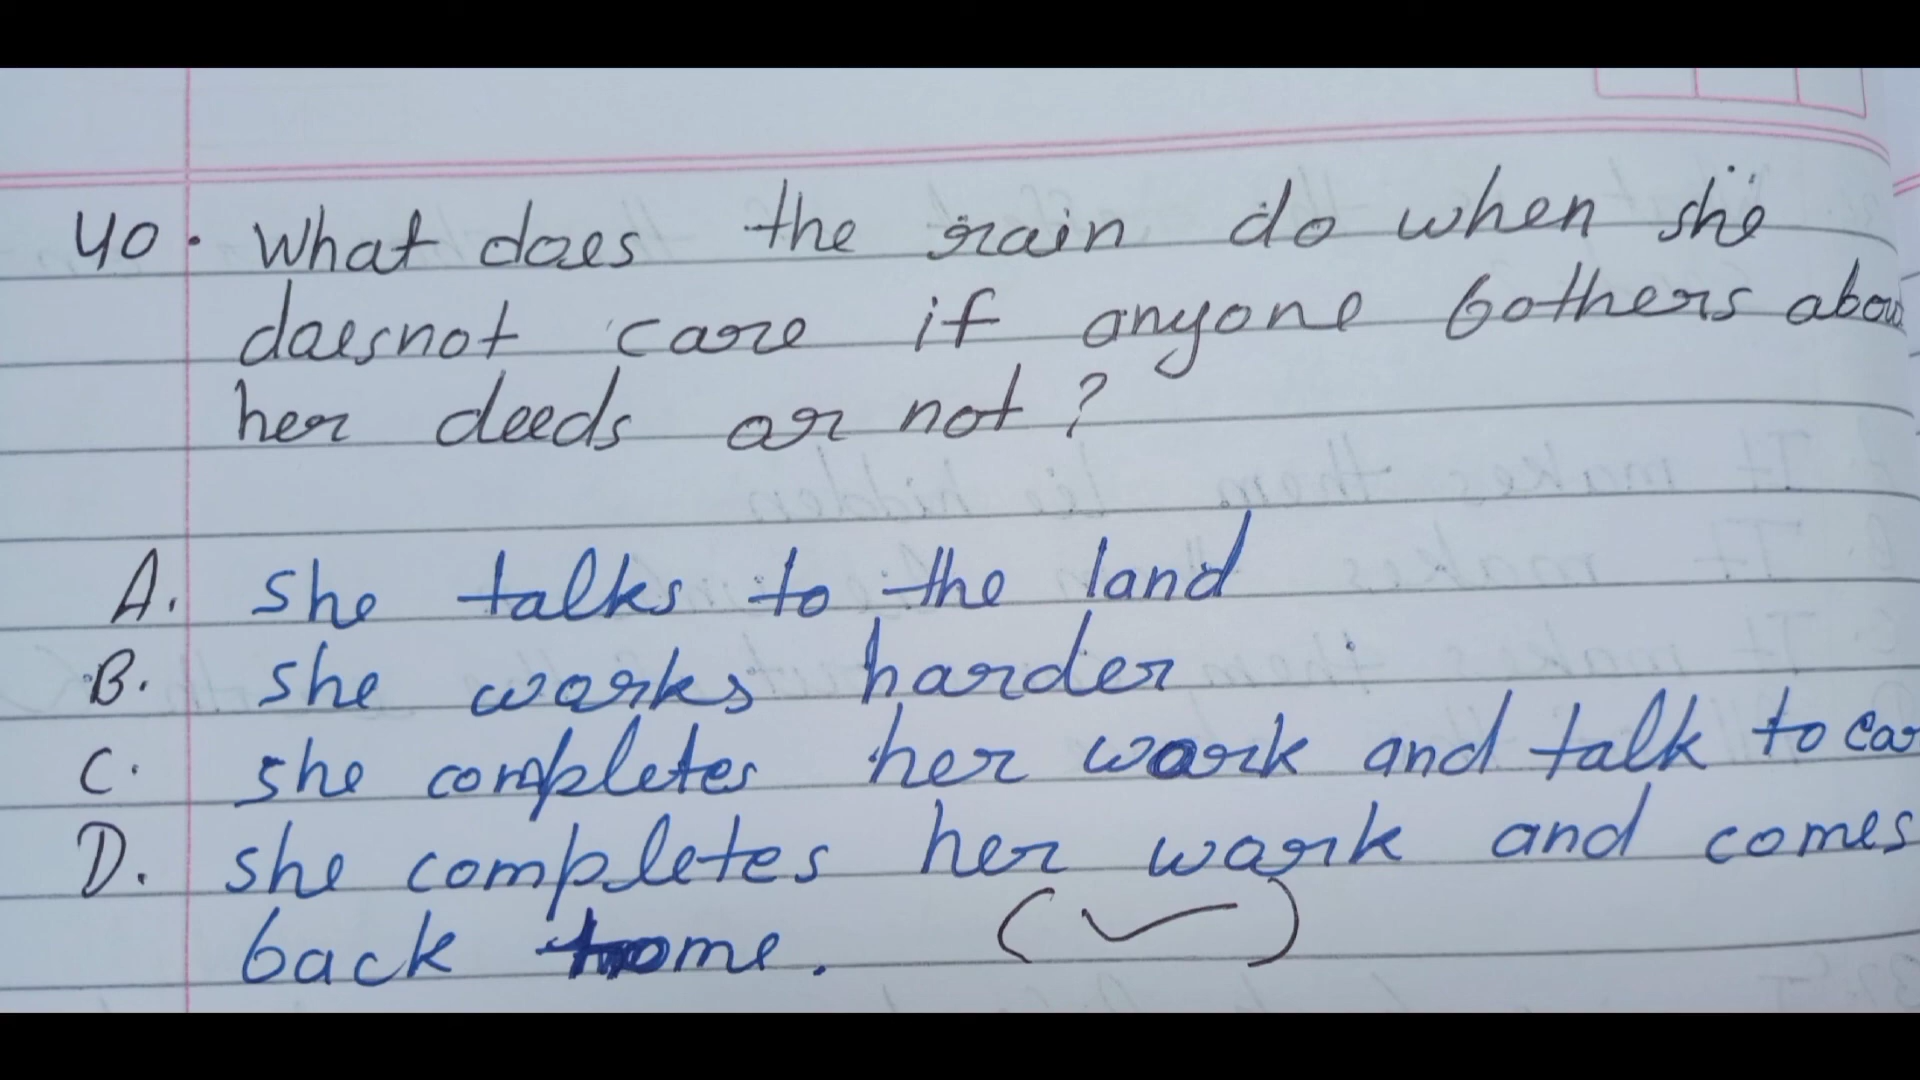 40. What does the rain do when she
doesnot care if anyone bothers abou
her deeds or not ?
A. she talks to the land
B. she works harder
C. she completes her work and talk to ear
D. she completes her work and comes
back home. (✓)